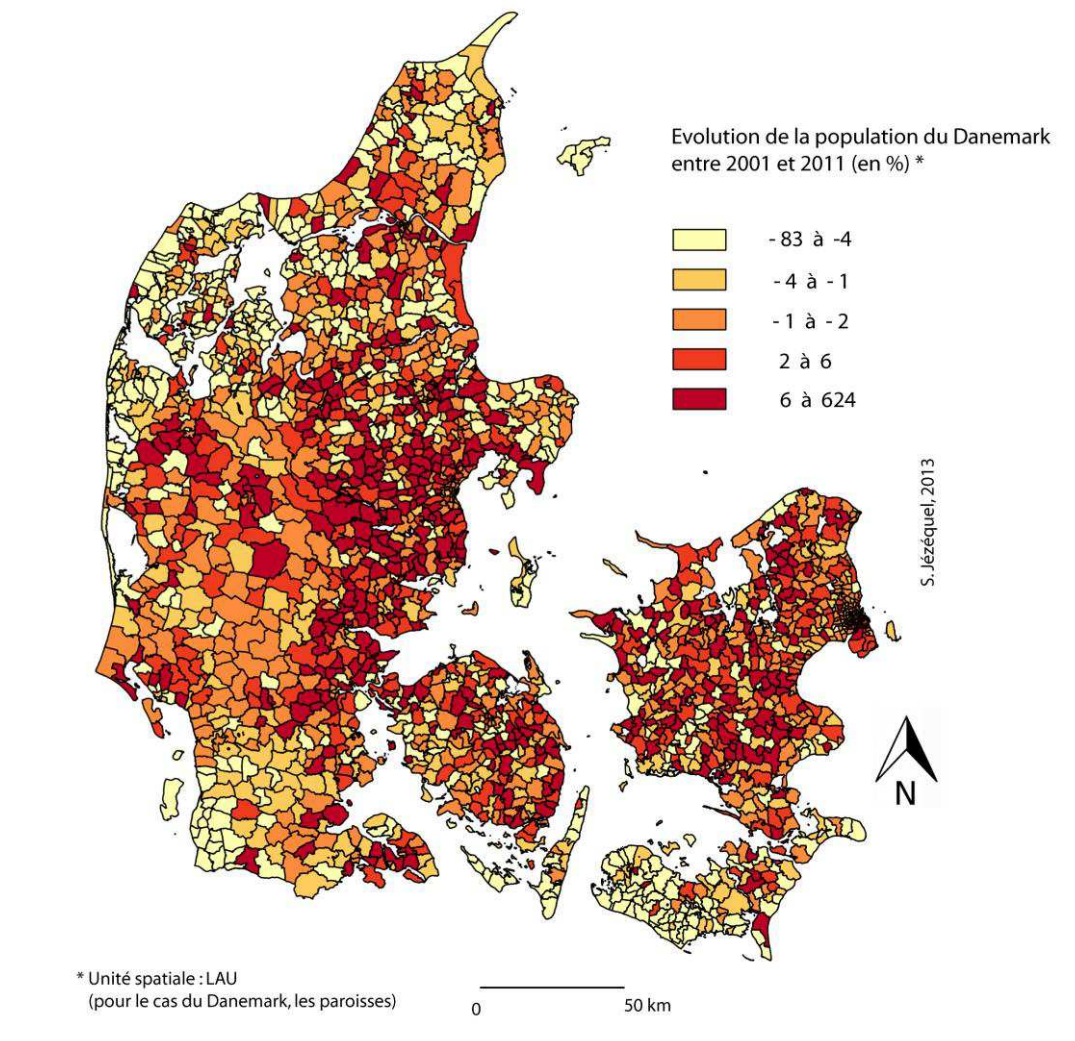 Evolution de la population du Danemark
entre 2001 et 2011 (en %) *
- 83 à -4
- 4 à - 1
- 1 à - 2
2 à 6
6 à 624
S. Jézéquel, 2013
N
* Unité spatiale : LAU
(pour le cas du Danemark, les paroisses)
0 50 km